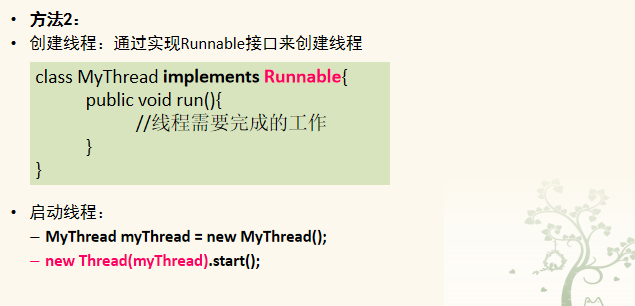 • 方法2：
• 创建线程：通过实现Runnable接口来创建线程
class MyThread implements Runnable{
public void run(){
//线程需要完成的工作
}
}
• 启动线程：
– MyThread myThread = new MyThread();
– new Thread(myThread).start();